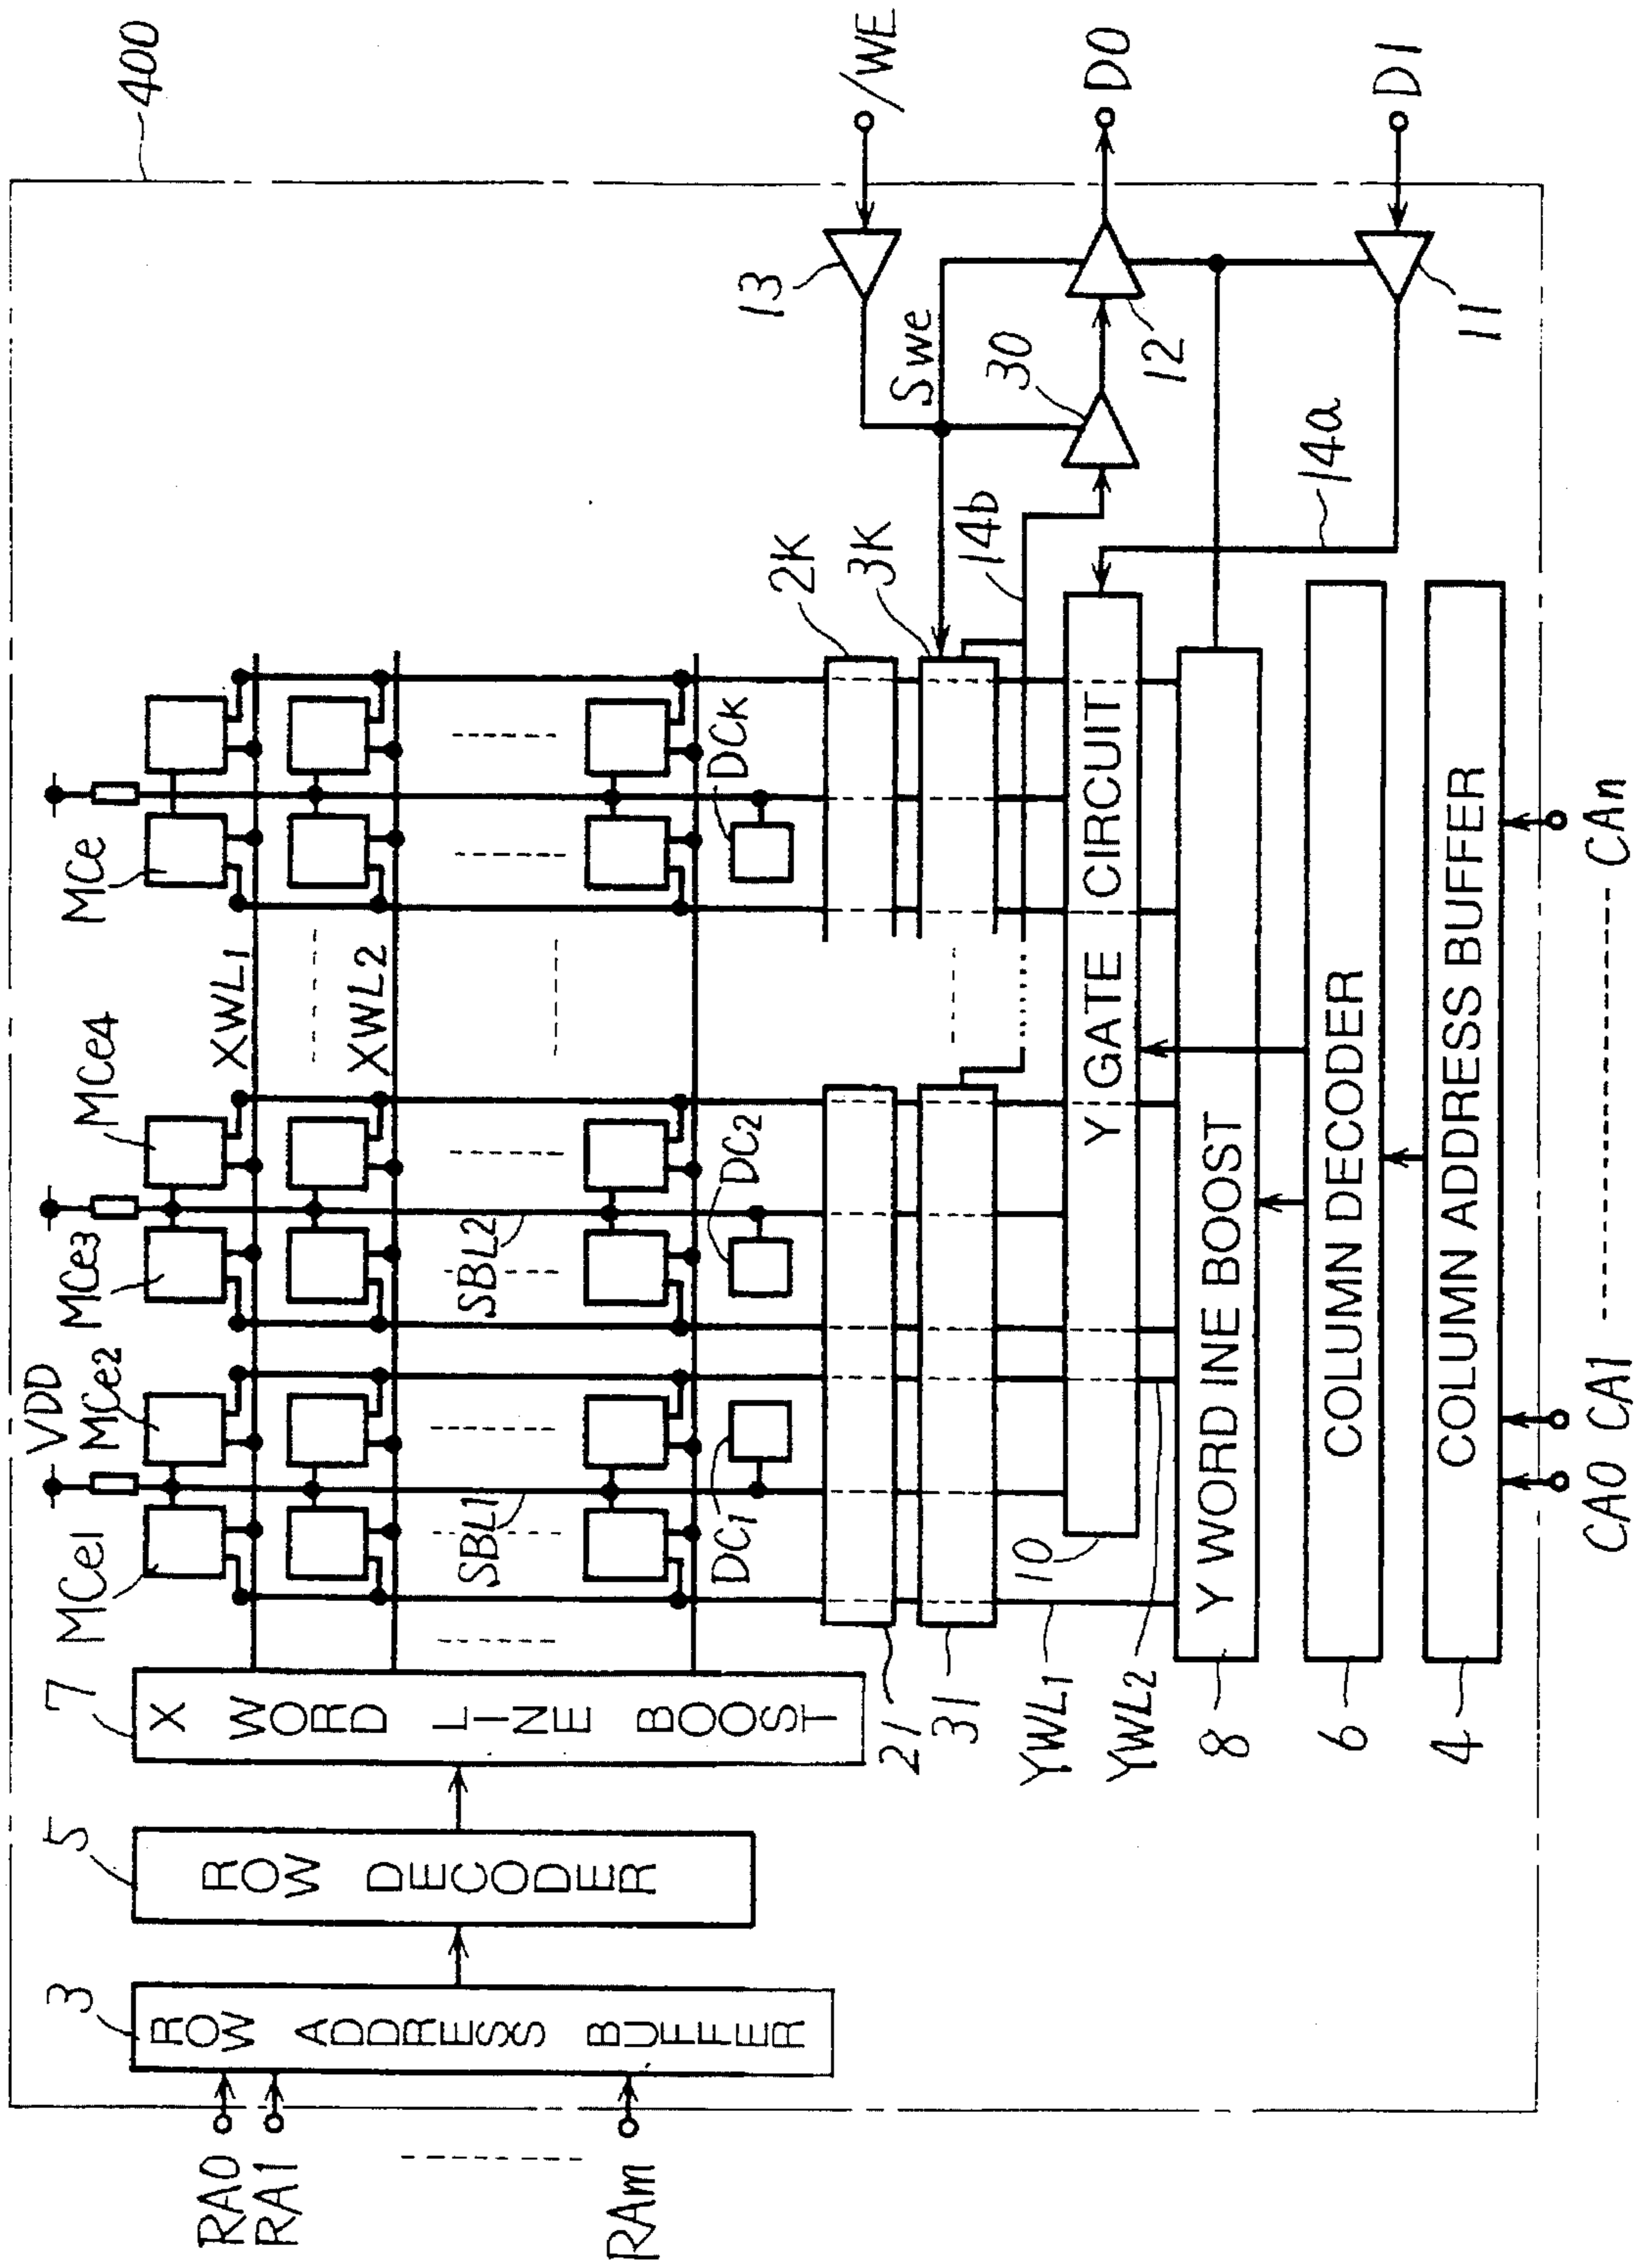 400
VDD
MCe1
MCe2
MCe3
MCe4
MCe
XWL1
XWL2
SBL1
SBL2
DC1
DC2
DCK
7
X WORD LINE BOOST
5
ROW DECODER
3
ROW ADDRESS BUFFER
RA0
RA1
RAm
21
31
2K
3K
14b
YWL1
YWL2
10
Y GATE CIRCUIT
8
Y WORD INE BOOST
6
COLUMN DECODER
4
COLUMN ADDRESS BUFFER
CA0
CA1
CAn
13
/WE
Swe
30
12
D0
11
D1
14a